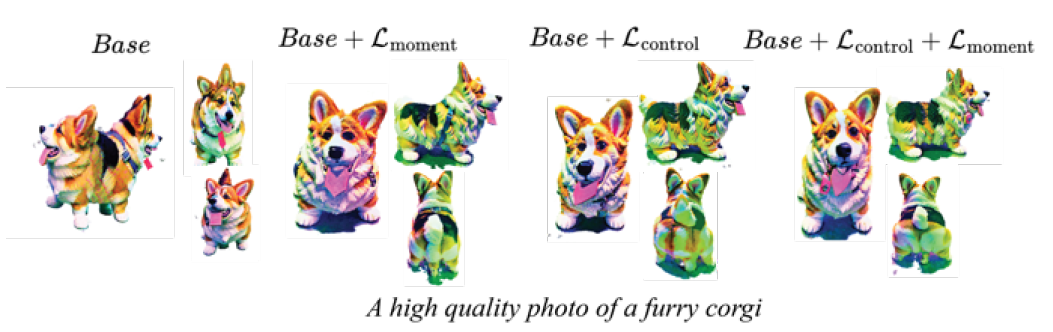 Base
Base + ℒmoment
Base + ℒcontrol
Base + ℒcontrol + ℒmoment
A high quality photo of a furry corgi